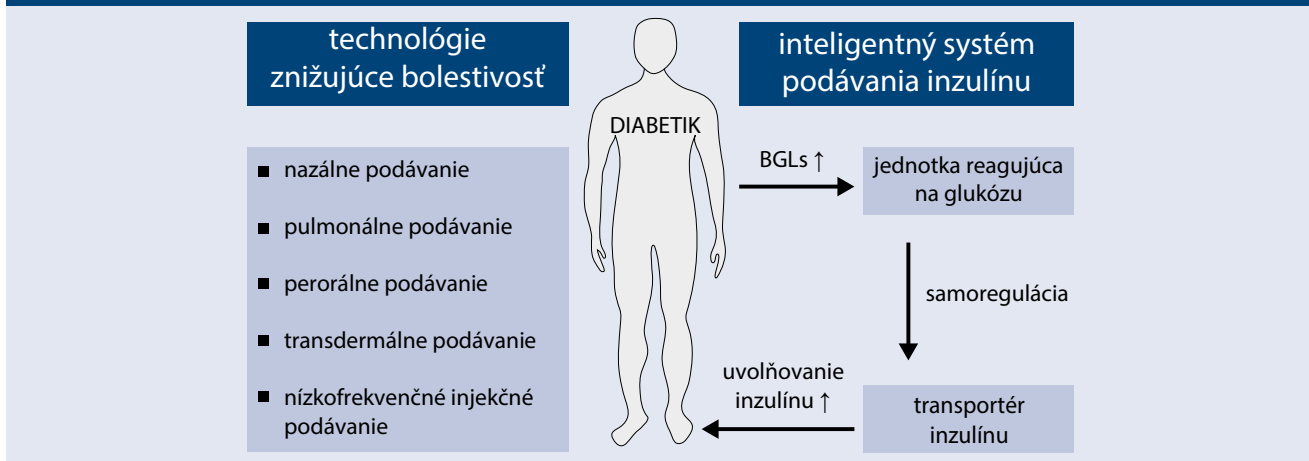 technológie
znižujúce bolestivosť
inteligentný systém
podávania inzulínu
DIABETIK
■ nazálne podávanie
■ pulmonálne podávanie
■ perorálne podávanie
■ transdermálne podávanie
■ nízkofrekvenčné injekčné
podávanie
BGLs ↑
jednotka reagujúca
na glukózu
samoregulácia
uvolňovanie
inzulínu ↑
transportér
inzulínu